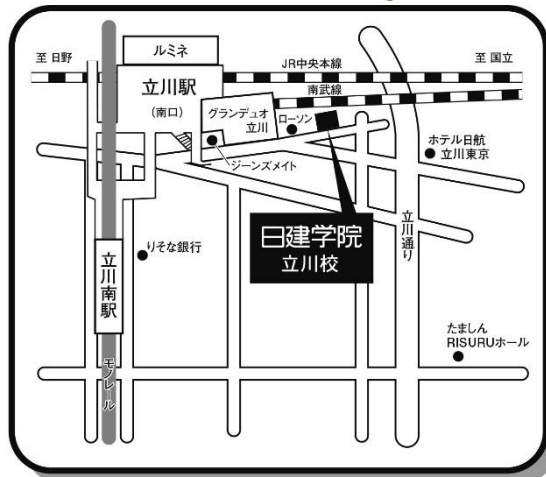 ルミネ
至 日野
JR中央本線
至 国立
立川駅
(南口)
南武線
グランデュオ
立川
ローソン
ジーンズメイト
ホテル日航
立川東京
日建学院
立川校
立川通り
りそな銀行
立川南駅
たましん
RISURUホール
モノレール